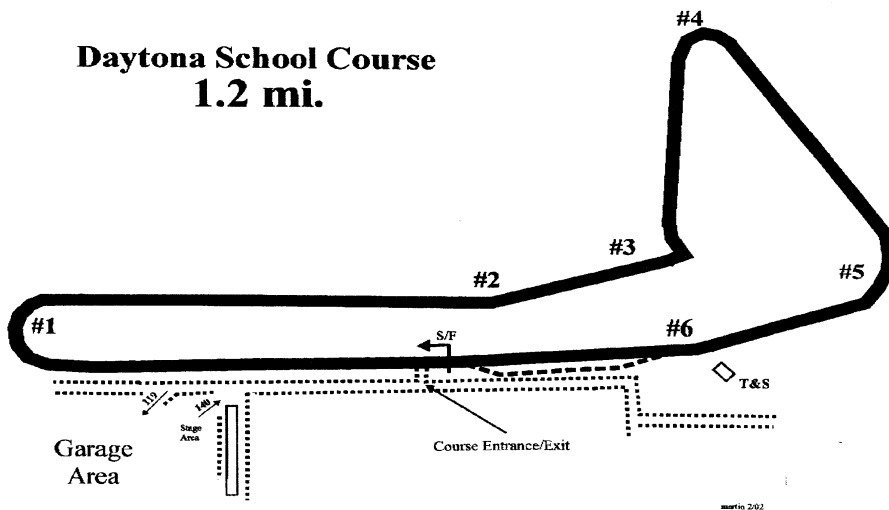 #4
Daytona School Course
1.2 mi.
#3
#2
#5
#1
S/F
#6
T&S
119
140
Stage
Area
Course Entrance/Exit
Garage
Area
martin 2/02